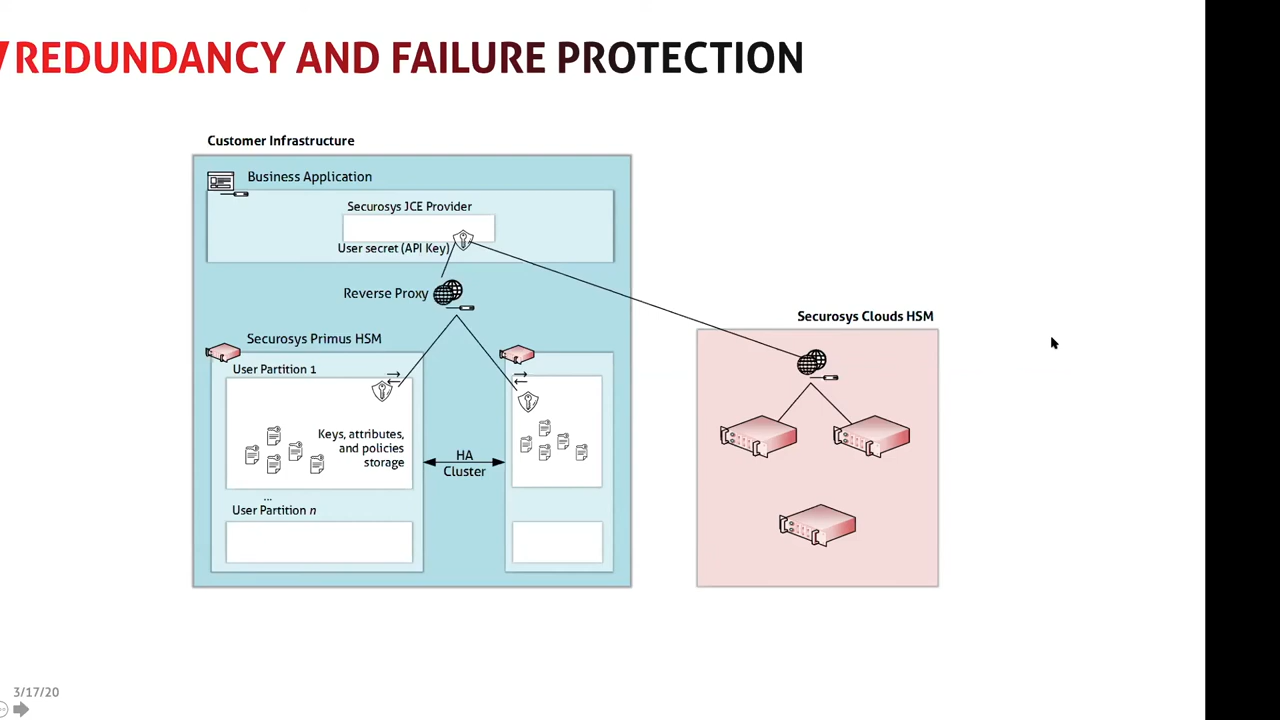 REDUNDANCY AND FAILURE PROTECTION
Customer Infrastructure
Business Application
Securosys JCE Provider
User secret (API Key)
Reverse Proxy
Securosys Primus HSM
User Partition 1
Keys, attributes,
and policies
storage
HA
Cluster
...
User Partition n
Securosys Clouds HSM
3/17/20